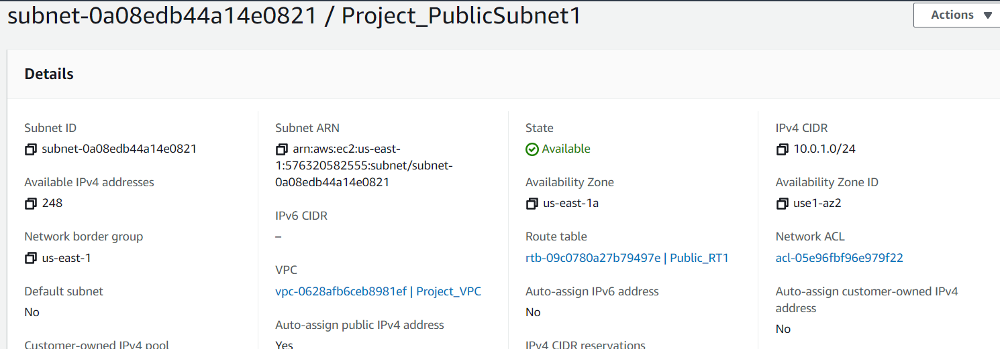 subnet-0a08edb44a14e0821 / Project_PublicSubnet1
Actions
Details
Subnet ID
subnet-0a08edb44a14e0821
Available IPv4 addresses
248
Network border group
us-east-1
Default subnet
No
Customer-owned IPv4 pool
Subnet ARN
arn:aws:ec2:us-east-
1:576320582555:subnet/subnet-
0a08edb44a14e0821
IPv6 CIDR
–
VPC
vpc-0628afb6ceb8981ef | Project_VPC
Auto-assign public IPv4 address
Yes
State
Available
Availability Zone
us-east-1a
Route table
rtb-09c0780a27b79497e | Public_RT1
Auto-assign IPv6 address
No
IPv4 CIDR reservations
IPv4 CIDR
10.0.1.0/24
Availability Zone ID
use1-az2
Network ACL
acl-05e96fbf96e979f22
Auto-assign customer-owned IPv4
address
No